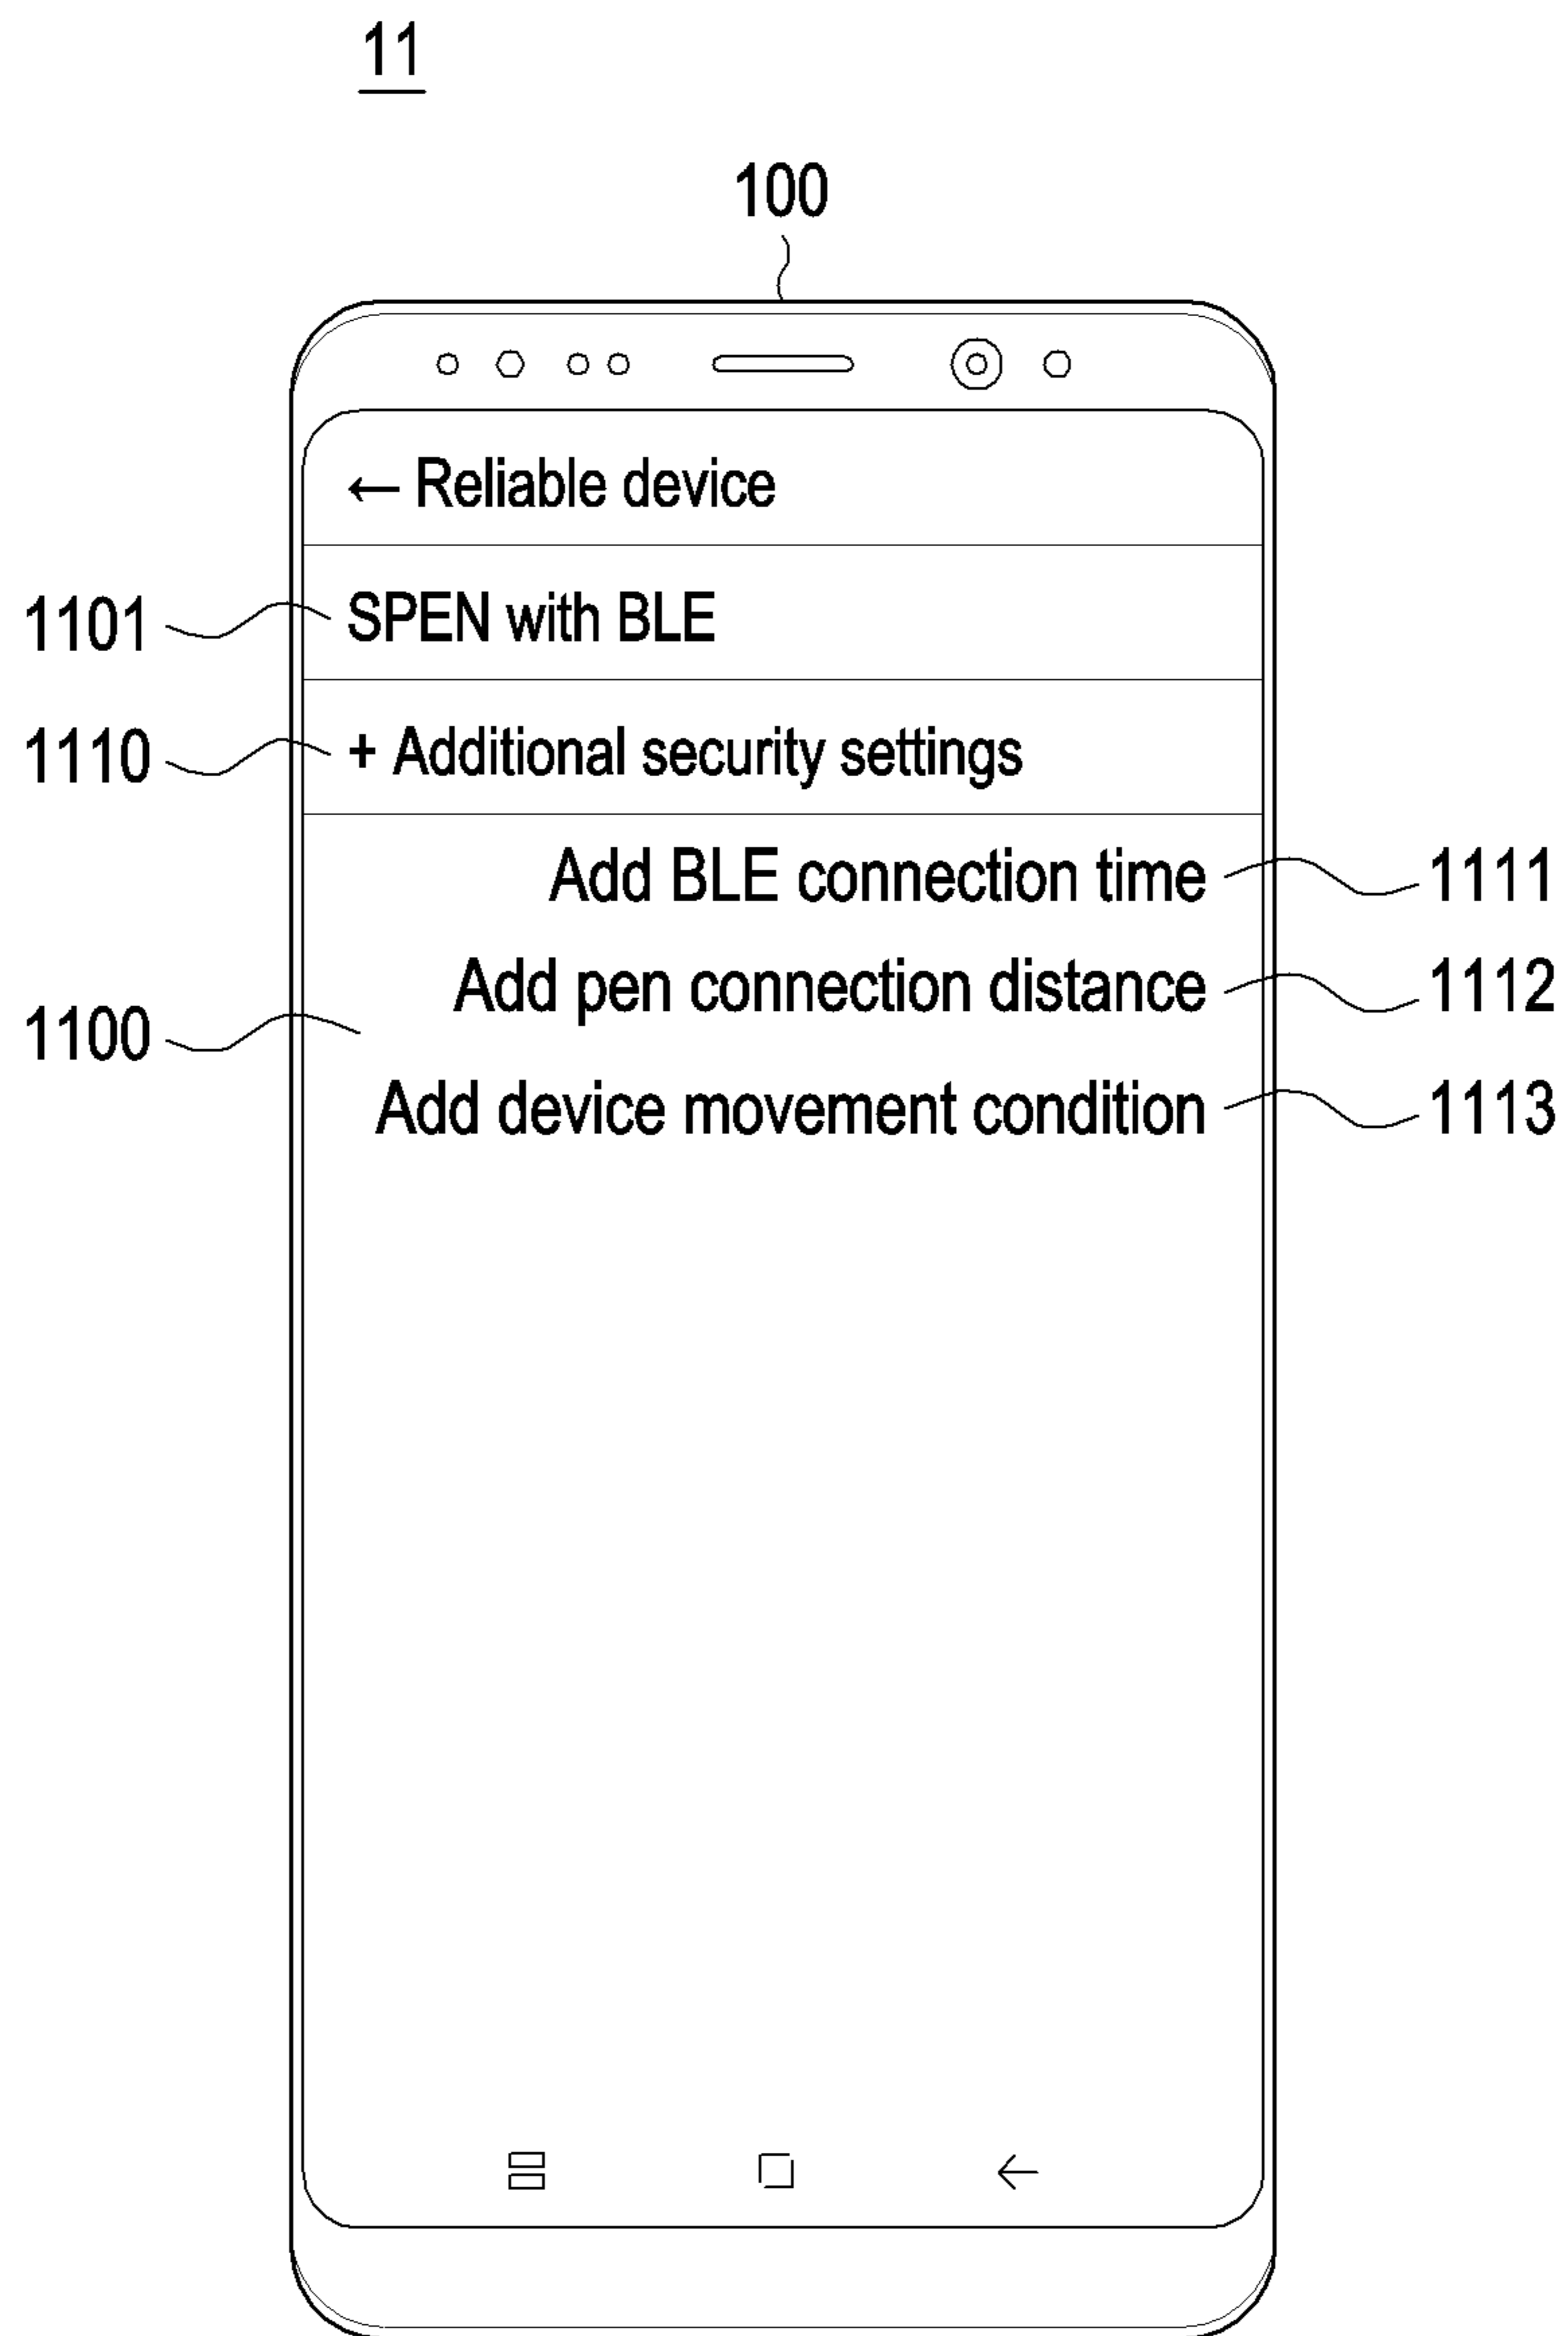 11
100
← Reliable device
1101 SPEN with BLE
1110 + Additional security settings
Add BLE connection time 1111
Add pen connection distance 1112
1100
Add device movement condition 1113